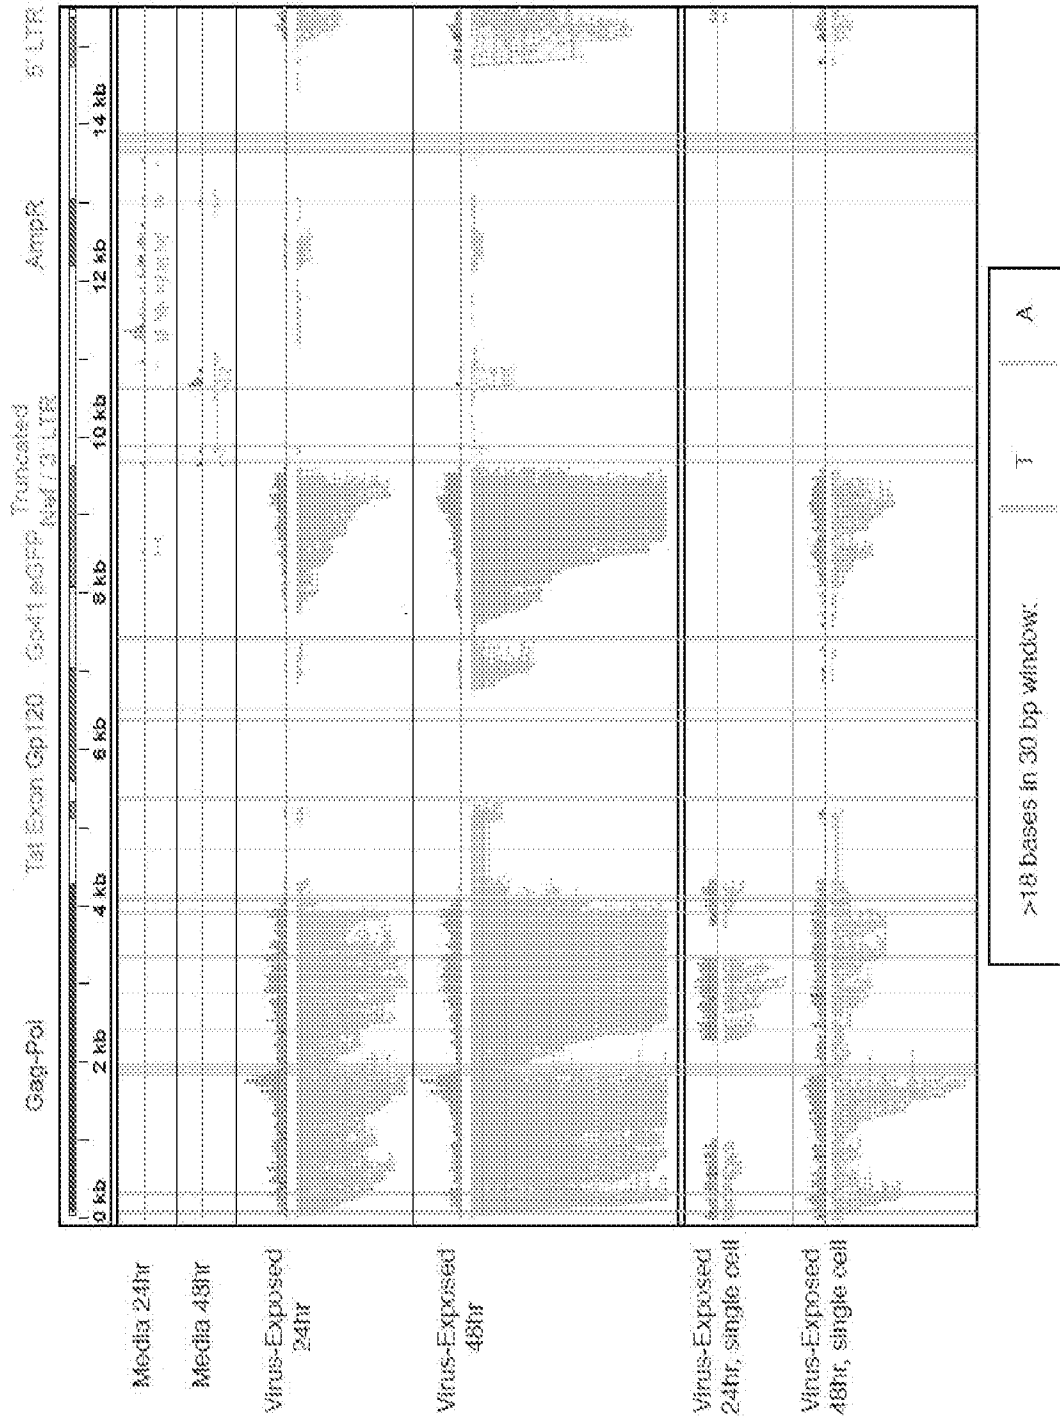 Gag-Pol
Tat Exon
Gp120
Gp41
eGFP
Truncated
Nef / 3' LTR
AmpR
5' LTR
0 kb
2 kb
4 kb
6 kb
8 kb
10 kb
12 kb
14 kb
Media 24hr
Media 48hr
Virus-Exposed
24hr
Virus-Exposed
48hr
Virus-Exposed
24hr, single cell
Virus-Exposed
48hr, single cell
>18 bases in 30 bp window:
T
A